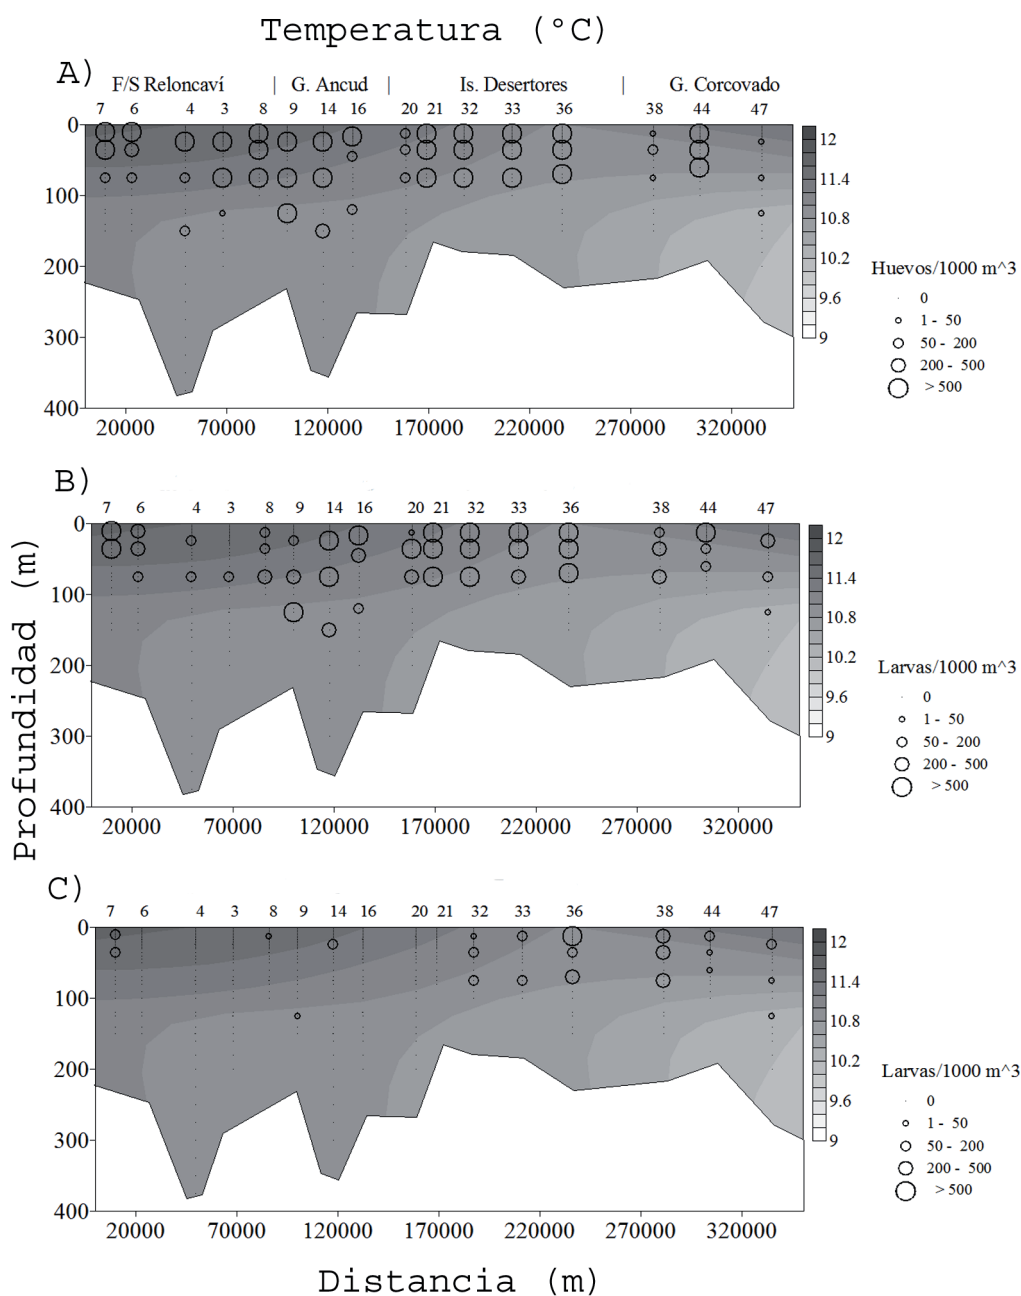 Temperatura (°C)
A)
F/S Reloncaví | G. Ancud | Is. Desertores | G. Corcovado
7 6 4 3 8 9 14 16 20 21 32 33 36 38 44 47
0
100
200
300
400
20000 70000 120000 170000 220000 270000 320000
12
11.4
10.8
10.2
9.6
9
Huevos/1000 m^3
0
1 - 50
50 - 200
200 - 500
> 500
B)
7 6 4 3 8 9 14 16 20 21 32 33 36 38 44 47
0
100
200
300
400
20000 70000 120000 170000 220000 270000 320000
12
11.4
10.8
10.2
9.6
9
Larvas/1000 m^3
0
1 - 50
50 - 200
200 - 500
> 500
Profundidad (m)
C)
7 6 4 3 8 9 14 16 20 21 32 33 36 38 44 47
0
100
200
300
400
20000 70000 120000 170000 220000 270000 320000
12
11.4
10.8
10.2
9.6
9
Larvas/1000 m^3
0
1 - 50
50 - 200
200 - 500
> 500
Distancia (m)